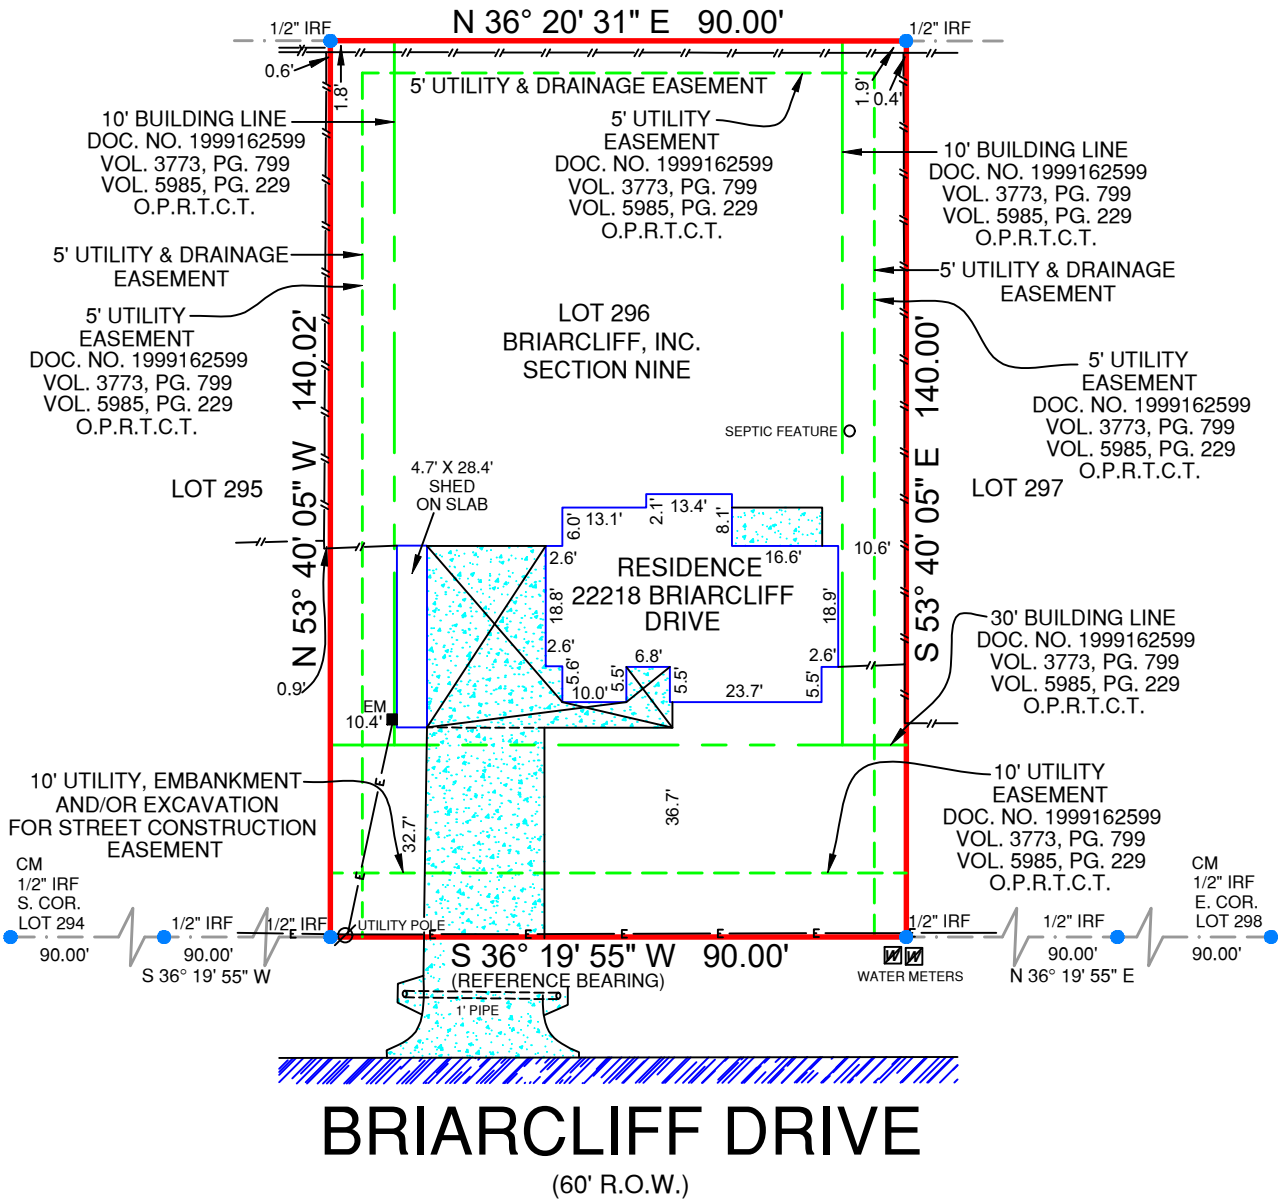 N 36° 20' 31" E 90.00'
1/2" IRF
1/2" IRF
0.6'
1.8'
1.9'
0.4'
5' UTILITY & DRAINAGE EASEMENT
10' BUILDING LINE
DOC. NO. 1999162599
VOL. 3773, PG. 799
VOL. 5985, PG. 229
O.P.R.T.C.T.
5' UTILITY
EASEMENT
DOC. NO. 1999162599
VOL. 3773, PG. 799
VOL. 5985, PG. 229
O.P.R.T.C.T.
10' BUILDING LINE
DOC. NO. 1999162599
VOL. 3773, PG. 799
VOL. 5985, PG. 229
O.P.R.T.C.T.
5' UTILITY & DRAINAGE
EASEMENT
5' UTILITY & DRAINAGE
EASEMENT
5' UTILITY
EASEMENT
DOC. NO. 1999162599
VOL. 3773, PG. 799
VOL. 5985, PG. 229
O.P.R.T.C.T.
LOT 296
BRIARCLIFF, INC.
SECTION NINE
5' UTILITY
EASEMENT
DOC. NO. 1999162599
VOL. 3773, PG. 799
VOL. 5985, PG. 229
O.P.R.T.C.T.
N 53° 40' 05" W 140.02'
S 53° 40' 05" E 140.00'
SEPTIC FEATURE
LOT 295
LOT 297
4.7' X 28.4'
SHED
ON SLAB
6.0'
13.1'
2.1'
13.4'
8.1'
16.6'
10.6'
2.6'
18.8'
RESIDENCE
22218 BRIARCLIFF
DRIVE
18.9'
2.6'
5.6'
10.0'
5.5'
6.8'
5.5'
23.7'
5.5'
2.6'
0.9'
EM
10.4'
30' BUILDING LINE
DOC. NO. 1999162599
VOL. 3773, PG. 799
VOL. 5985, PG. 229
O.P.R.T.C.T.
10' UTILITY, EMBANKMENT
AND/OR EXCAVATION
FOR STREET CONSTRUCTION
EASEMENT
E
E
32.7'
36.7'
10' UTILITY
EASEMENT
DOC. NO. 1999162599
VOL. 3773, PG. 799
VOL. 5985, PG. 229
O.P.R.T.C.T.
CM
1/2" IRF
S. COR.
LOT 294
CM
1/2" IRF
E. COR.
LOT 298
1/2" IRF
1/2" IRF
UTILITY POLE
1/2" IRF
1/2" IRF
E E E E E E E
90.00'
90.00'
S 36° 19' 55" W
S 36° 19' 55" W 90.00'
(REFERENCE BEARING)
W W
WATER METERS
90.00'
90.00'
N 36° 19' 55" E
1' PIPE
BRIARCLIFF DRIVE
(60' R.O.W.)